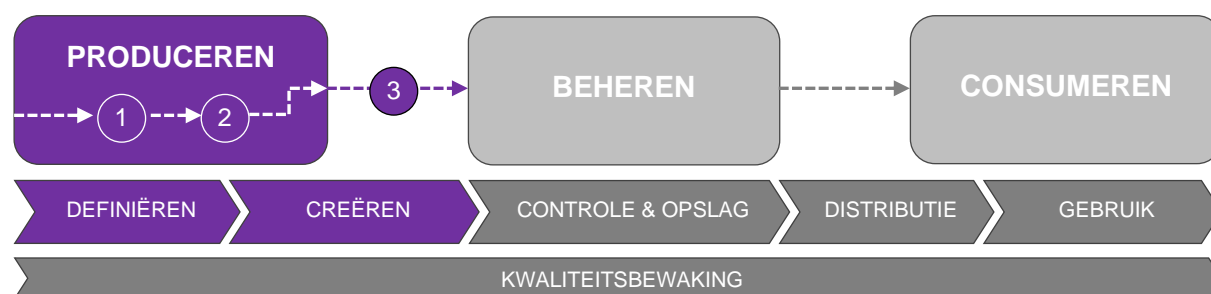 PRODUCEREN
1 2
3
BEHEREN
CONSUMEREN
DEFINIËREN
CREËREN
CONTROLE & OPSLAG
DISTRIBUTIE
GEBRUIK
KWALITEITSBEWAKING